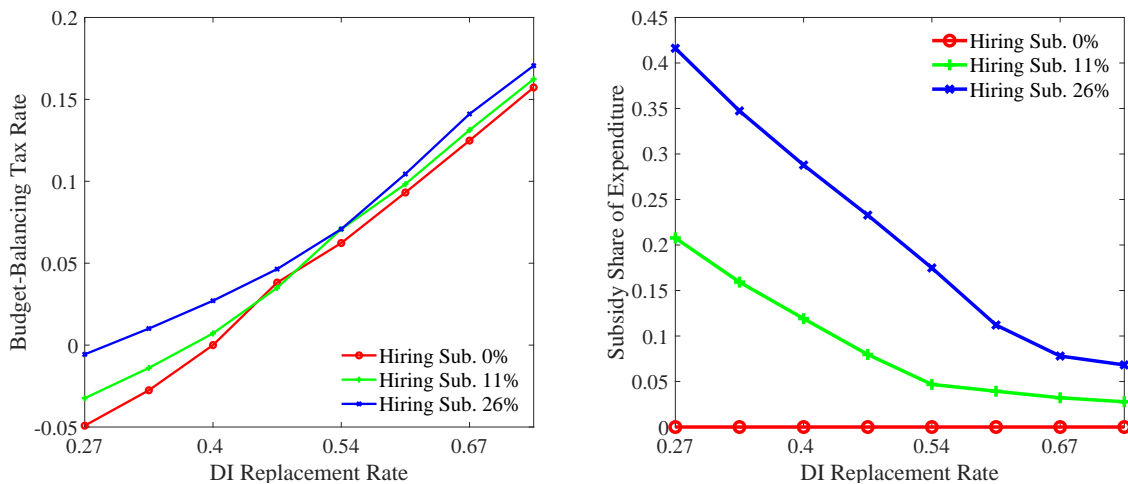 0.2
0.15
0.1
0.05
0
-0.05
Budget-Balancing Tax Rate
Hiring Sub. 0%
Hiring Sub. 11%
Hiring Sub. 26%
0.27
0.4
0.54
0.67
DI Replacement Rate
0.45
0.4
0.35
0.3
0.25
0.2
0.15
0.1
0.05
0
Subsidy Share of Expenditure
Hiring Sub. 0%
Hiring Sub. 11%
Hiring Sub. 26%
0.27
0.4
0.54
0.67
DI Replacement Rate